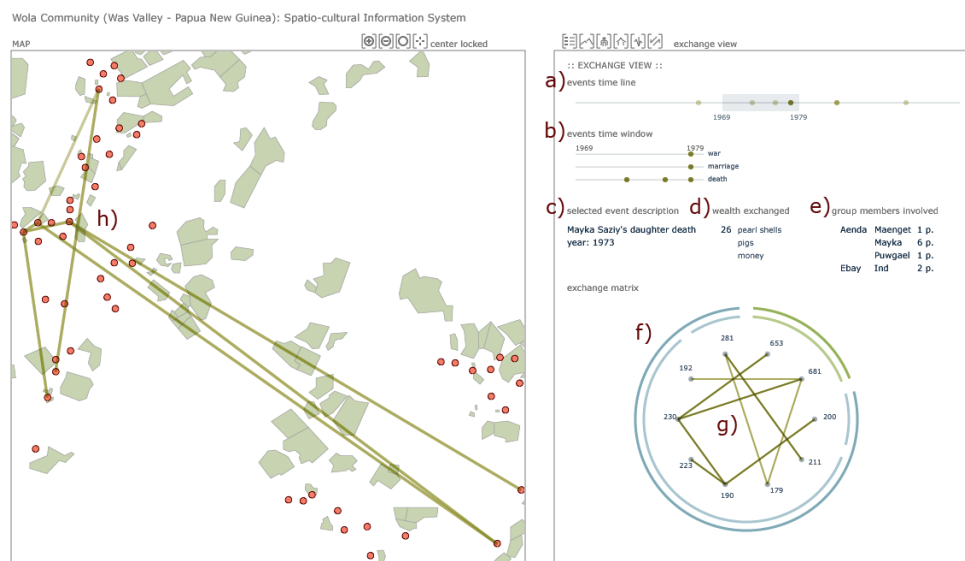 Wola Community (Was Valley - Papua New Guinea): Spatio-cultural Information System
MAP
center locked
exchange view
:: EXCHANGE VIEW ::
a)
events time line
1969
1979
b)
events time window
1969
1979
war
marriage
death
c) selected event description
d) wealth exchanged
e) group members involved
Mayka Saziy's daughter death
year: 1973
26 pearl shells
pigs
money
Aenda Maenget 1 p.
Mayka 6 p.
Puwgael 1 p.
Ebay Ind 2 p.
exchange matrix
h)
f)
281
653
192
681
230
200
g)
223
211
190
179